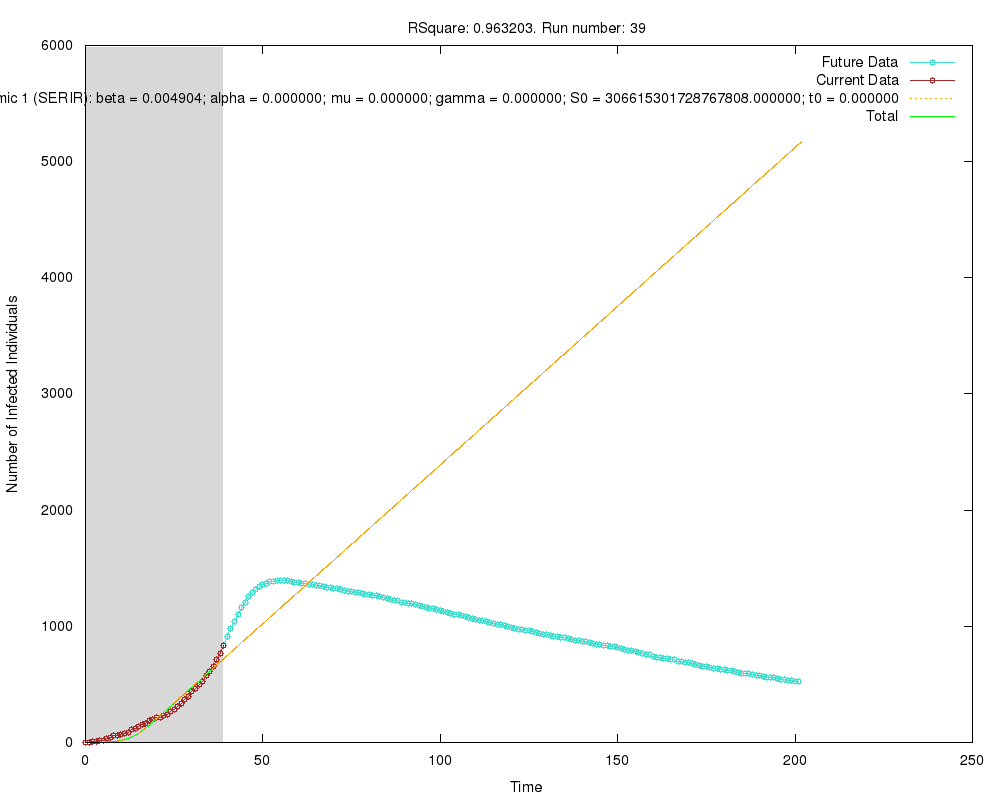 RSquare: 0.963203. Run number: 39
6000
5000
4000
3000
2000
1000
0
Number of Infected Individuals
Future Data
Current Data
mic 1 (SERIR): beta = 0.004904; alpha = 0.000000; mu = 0.000000; gamma = 0.000000; S0 = 306615301728767808.000000; t0 = 0.000000
Total
0 50 100 150 200 250
Time